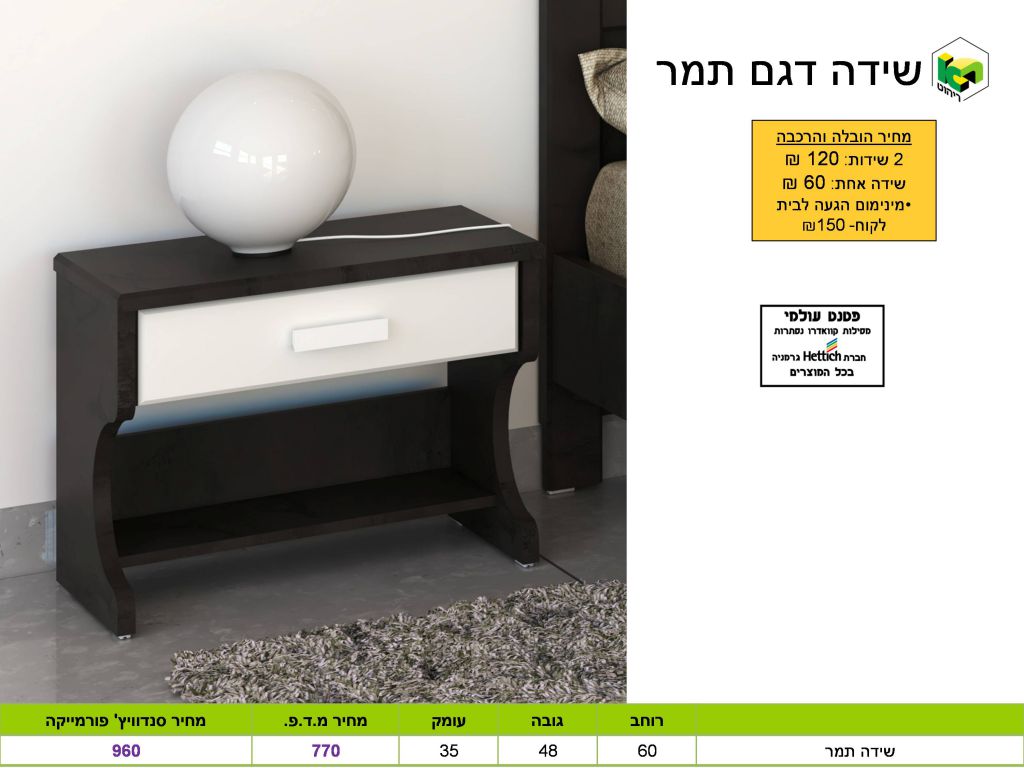 שידה דגם תמר
ריהוט
מחיר הובלה והרכבה
2 שידות: 120 ₪
שידה אחת: 60 ₪
•מינימום הגעה לבית
לקוח- 150₪
פטנט עולמי
מסילות קוואדרו נסתרות
חברת Hettich גרמניה
בכל המוצרים
רוחב גובה עומק מחיר מ.ד.פ. מחיר סנדוויץ' פורמייקה
שידה תמר 60 48 35 770 960